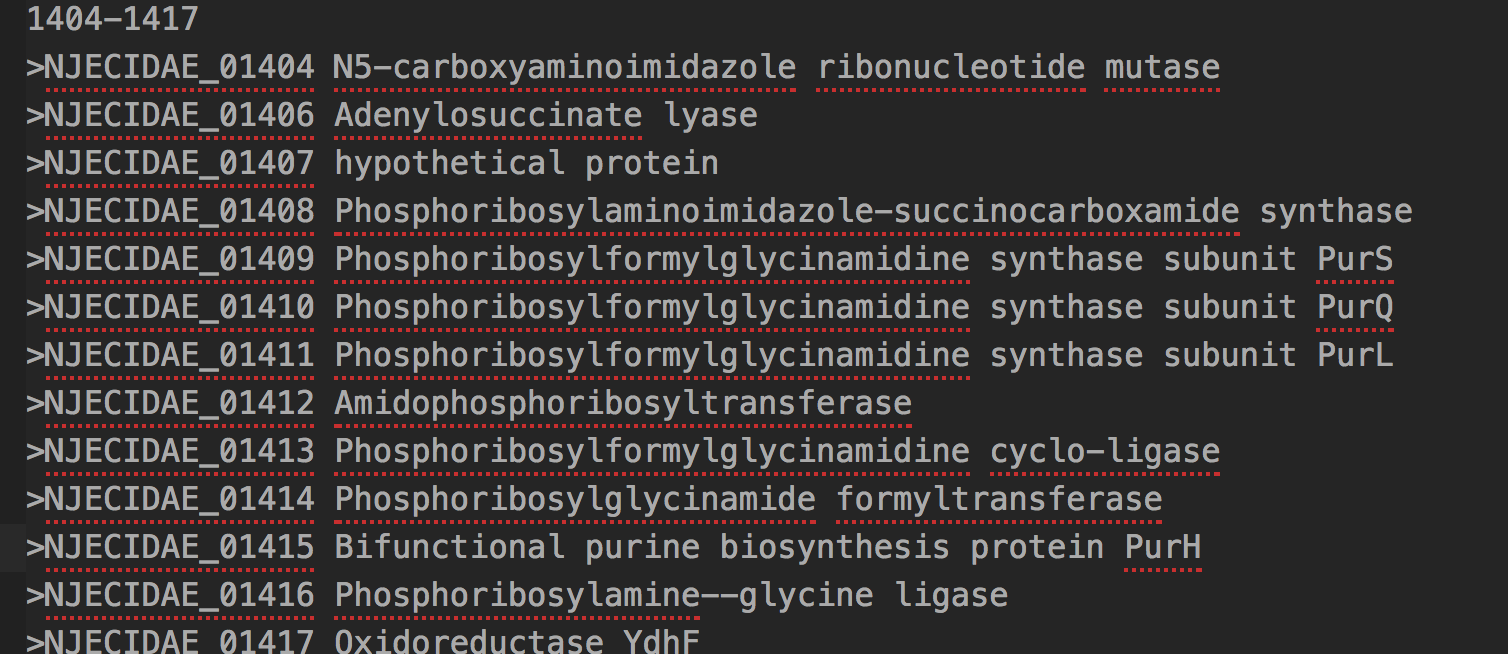 1404-1417
>NJECIDAE_01404 N5-carboxyaminoimidazole ribonucleotide mutase
>NJECIDAE_01406 Adenylosuccinate lyase
>NJECIDAE_01407 hypothetical protein
>NJECIDAE_01408 Phosphoribosylaminoimidazole-succinocarboxamide synthase
>NJECIDAE_01409 Phosphoribosylformylglycinamidine synthase subunit PurS
>NJECIDAE_01410 Phosphoribosylformylglycinamidine synthase subunit PurQ
>NJECIDAE_01411 Phosphoribosylformylglycinamidine synthase subunit PurL
>NJECIDAE_01412 Amidophosphoribosyltransferase
>NJECIDAE_01413 Phosphoribosylformylglycinamidine cyclo-ligase
>NJECIDAE_01414 Phosphoribosylglycinamide formyltransferase
>NJECIDAE_01415 Bifunctional purine biosynthesis protein PurH
>NJECIDAE_01416 Phosphoribosylamine--glycine ligase
>NJECIDAE_01417 Oxidoreductase YdhF